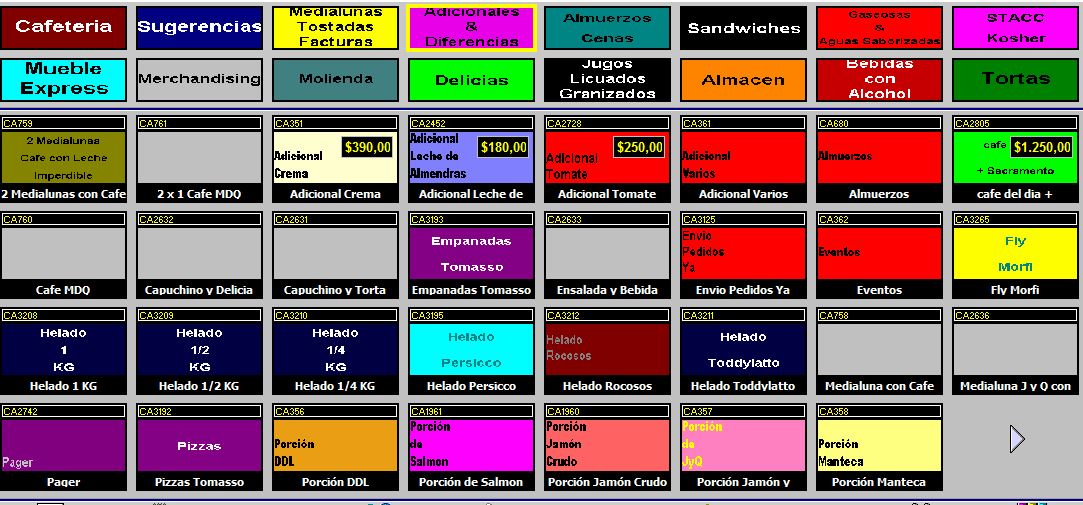 Cafeteria
Sugerencias
Medialunas
Tostadas
Facturas
Adicionales
&
Diferencias
Almuerzos
Cenas
Sandwiches
Gaseosas
&
Aguas Saborizadas
STACC
Kosher
Mueble
Express
Merchandising
Molienda
Delicias
Jugos
Licuados
Granizados
Almacen
Bebidas
con
Alcohol
Tortas
CA759
2 Medialunas
Cafe con Leche
Imperdible
2 Medialunas con Cafe
CA761
2 x 1 Cafe MDQ
CA351
$390,00
Adicional
Crema
Adicional Crema
CA2452
Adicional
Leche de
Almendras
$180,00
Adicional Leche de
CA2728
$250,00
Adicional
Tomate
Adicional Tomate
CA361
Adicional
Varios
Adicional Varios
CA680
Almuerzos
Almuerzos
CA2805
cafe
$1.250,00
+ Sacramento
cafe del dia +
CA760
Cafe MDQ
CA2632
Capuchino y Delicia
CA2631
Capuchino y Torta
CA3193
Empanadas
Tomasso
Empanadas Tomasso
CA2633
Ensalada y Bebida
CA3125
Envio
Pedidos
Ya
Envio Pedidos Ya
CA362
Eventos
Eventos
CA3265
Fly
Morfi
Fly Morfi
CA3208
Helado
1
KG
Helado 1 KG
CA3209
Helado
1/2
KG
Helado 1/2 KG
CA3210
Helado
1/4
KG
Helado 1/4 KG
CA3195
Helado
Persicco
Helado Persicco
CA3212
Helado
Rocosos
Helado Rocosos
CA3211
Helado
Toddylatto
Helado Toddylatto
CA758
Medialuna con Cafe
CA2636
Medialuna J y Q con
CA2742
Pager
Pager
CA3192
Pizzas
Pizzas Tomasso
CA356
Porción
DDL
Porción DDL
CA1961
Porción
de
Salmon
Porción de Salmon
CA1960
Porción
Jamón
Crudo
Porción Jamón Crudo
CA357
Porción
de
JyQ
Porción Jamón y
CA358
Porción
Manteca
Porción Manteca